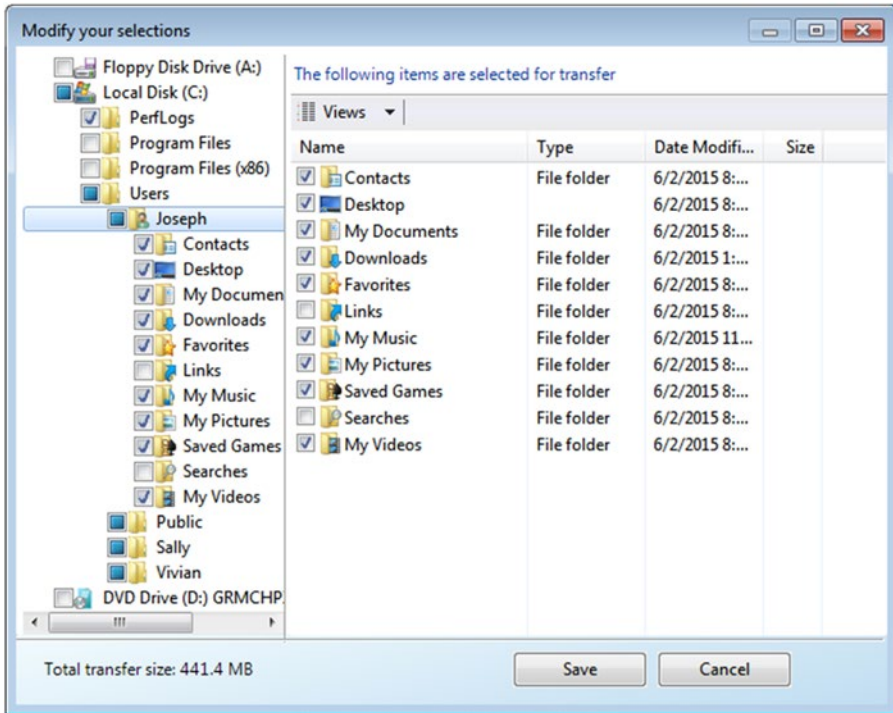 Modify your selections
Floppy Disk Drive (A:)
Local Disk (C:)
PerfLogs
Program Files
Program Files (x86)
Users
Joseph
Contacts
Desktop
My Documen
Downloads
Favorites
Links
My Music
My Pictures
Saved Games
Searches
My Videos
Public
Sally
Vivian
DVD Drive (D:) GRMCHP
The following items are selected for transfer
Views
Name Type Date Modifi... Size
Contacts File folder 6/2/2015 8:...
Desktop 6/2/2015 8:...
My Documents File folder 6/2/2015 8:...
Downloads File folder 6/2/2015 1:...
Favorites File folder 6/2/2015 8:...
Links File folder 6/2/2015 8:...
My Music File folder 6/2/2015 11...
My Pictures File folder 6/2/2015 8:...
Saved Games File folder 6/2/2015 8:...
Searches File folder 6/2/2015 8:...
My Videos File folder 6/2/2015 8:...
Total transfer size: 441.4 MB
Save
Cancel